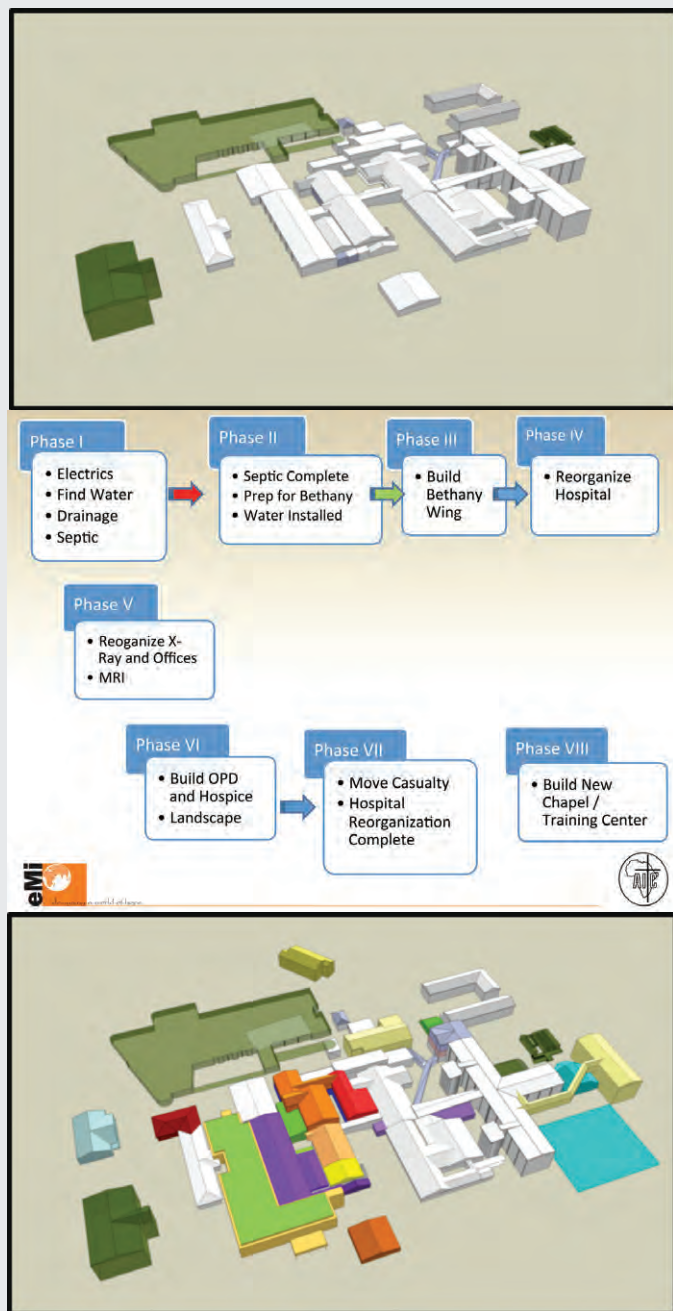 Phase I
• Electrics
• Find Water
• Drainage
• Septic
Phase II
• Septic Complete
• Prep for Bethany
• Water Installed
Phase III
• Build
Bethany
Wing
Phase IV
• Reorganize
Hospital
Phase V
• Reoganize X-
Ray and Offices
• MRI
Phase VI
• Build OPD
and Hospice
• Landscape
Phase VII
• Move Casualty
• Hospital
Reorganization
Complete
Phase VIII
• Build New
Chapel /
Training Center
eMi
AIC